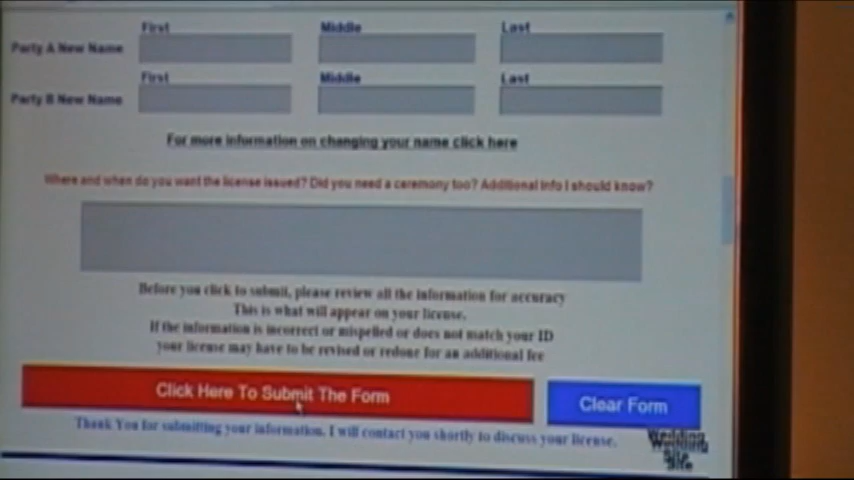 First Middle Last
Party A New Name
First Middle Last
Party B New Name
For more information on changing your name click here
Where and when do you want the license issued? Did you need a ceremony too? Additional Info I should know?
Before you click to submit, please review all the information for accuracy
This is what will appear on your license.
If the information is incorrect or mispelled or does not match your ID
your license may have to be revised or redone for an additional fee
Click Here To Submit The Form
Clear Form
Thank You for submitting your information. I will contact you shortly to discuss your license.
Wedding
Site